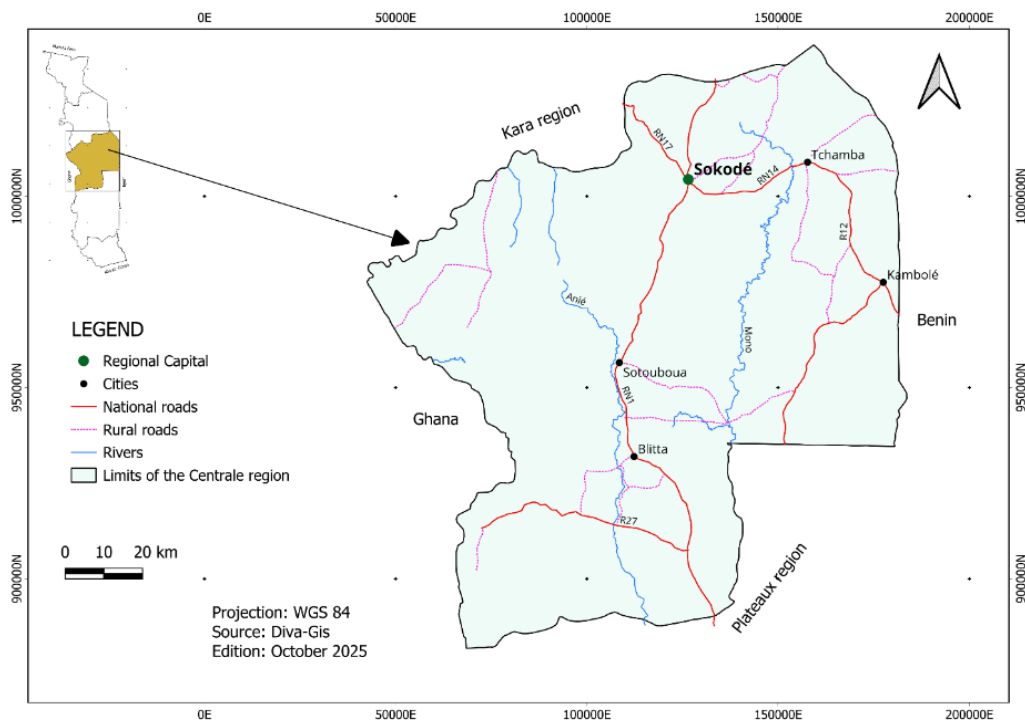 0E 50000E 100000E 150000E 200000E
Kara region
RN17
Sokodé
RN14
Tchamba
1000000N
1000000N
R12
Kambolé
Anié
Benin
Mono
LEGEND
Regional Capital
Cities
National roads
Rural roads
Rivers
Limits of the Centrale region
Sotouboua
RN1
950000N
950000N
Ghana
Blitta
R27
0 10 20 km
900000N
900000N
Plateaux region
Projection: WGS 84
Source: Diva-Gis
Edition: October 2025
0E 50000E 100000E 150000E 200000E